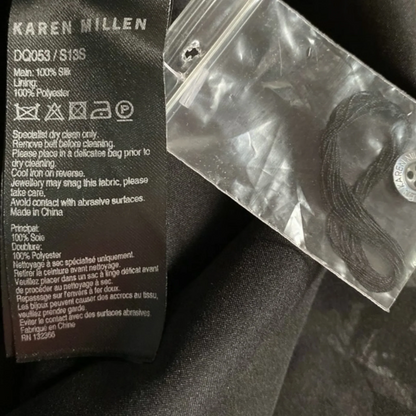 KAREN MILLEN
DQ053 / S13S
Main: 100% Silk
Lining:
100% Polyester
P
Specialist dry clean only.
Remove belt before cleaning.
Please place in a delicates bag prior to
dry cleaning.
Cool iron on reverse.
Jewellery may snag this fabric, please
take care.
Avoid contact with abrasive surfaces.
Made in China
Principal:
100% Soie
Doublure:
100% Polyester
Nettoyage à sec spécialisé uniquement.
Retirer la ceinture avant nettoyage.
Veuillez placer dans un sac à linge délicat avant
de procéder au nettoyage à sec.
Repassage sur l'envers à fer doux.
Les bijoux peuvent causer des accrocs au tissu,
veuillez prendre garde
Eviter le contact avec des surfaces abrasives
Fabriqué en Chine
RN 132366
KAREN